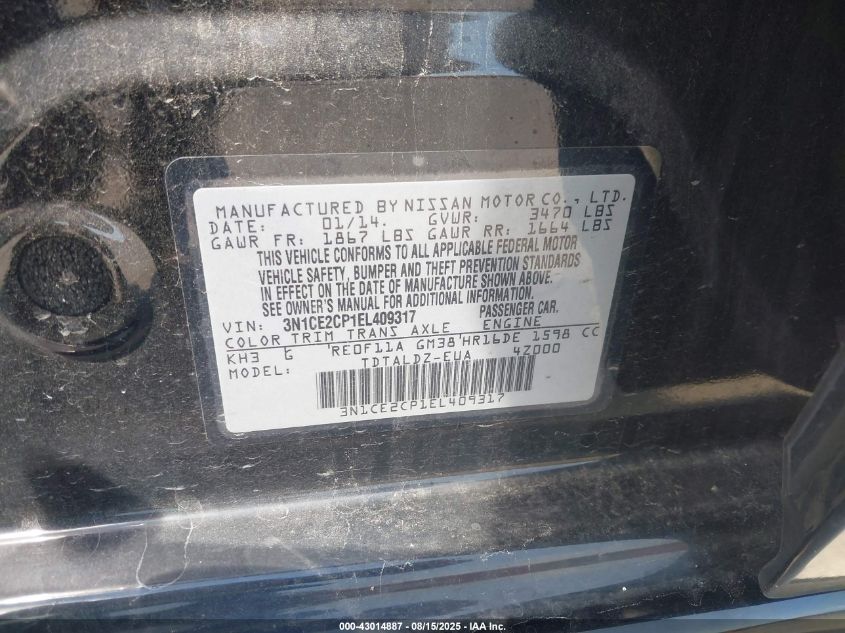 MANUFACTURED BY NISSAN MOTOR CO., LTD.
DATE: 01/14. GVWR: 3470 LBS
GAWR FR: 1867 LBS GAWR RR: 1664 LBS
THIS VEHICLE CONFORMS TO ALL APPLICABLE FEDERAL MOTOR
VEHICLE SAFETY, BUMPER AND THEFT PREVENTION STANDARDS
IN EFFECT ON THE DATE OF MANUFACTURE SHOWN ABOVE.
SEE OWNER'S MANUAL FOR ADDITIONAL INFORMATION.
VIN: 3N1CE2CP1EL409317 PASSENGER CAR.
COLOR TRIM TRANS AXLE ENGINE
KH3 G RE0F11A GM38 HR16DE 1598 CC
MODEL: TDTALDZ-EUA 4Z000
3N1CE2CP1EL409317
000-43014887 - 08/15/2025 - IAA Inc.